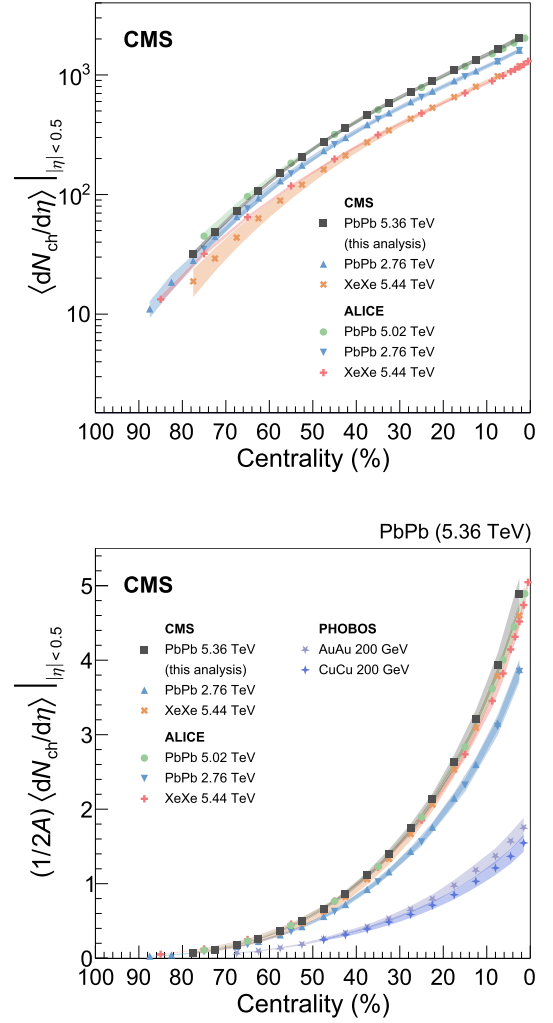 CMS
10³
10²
10
⟨dN_ch/dη⟩|_|η| < 0.5
CMS
PbPb 5.36 TeV
(this analysis)
PbPb 2.76 TeV
XeXe 5.44 TeV
ALICE
PbPb 5.02 TeV
PbPb 2.76 TeV
XeXe 5.44 TeV
100 90 80 70 60 50 40 30 20 10 0
Centrality (%)
PbPb (5.36 TeV)
CMS
5
4
3
2
1
0
(1/2A) ⟨dN_ch/dη⟩|_|η| < 0.5
CMS
PbPb 5.36 TeV
(this analysis)
PbPb 2.76 TeV
XeXe 5.44 TeV
ALICE
PbPb 5.02 TeV
PbPb 2.76 TeV
XeXe 5.44 TeV
PHOBOS
AuAu 200 GeV
CuCu 200 GeV
100 90 80 70 60 50 40 30 20 10 0
Centrality (%)